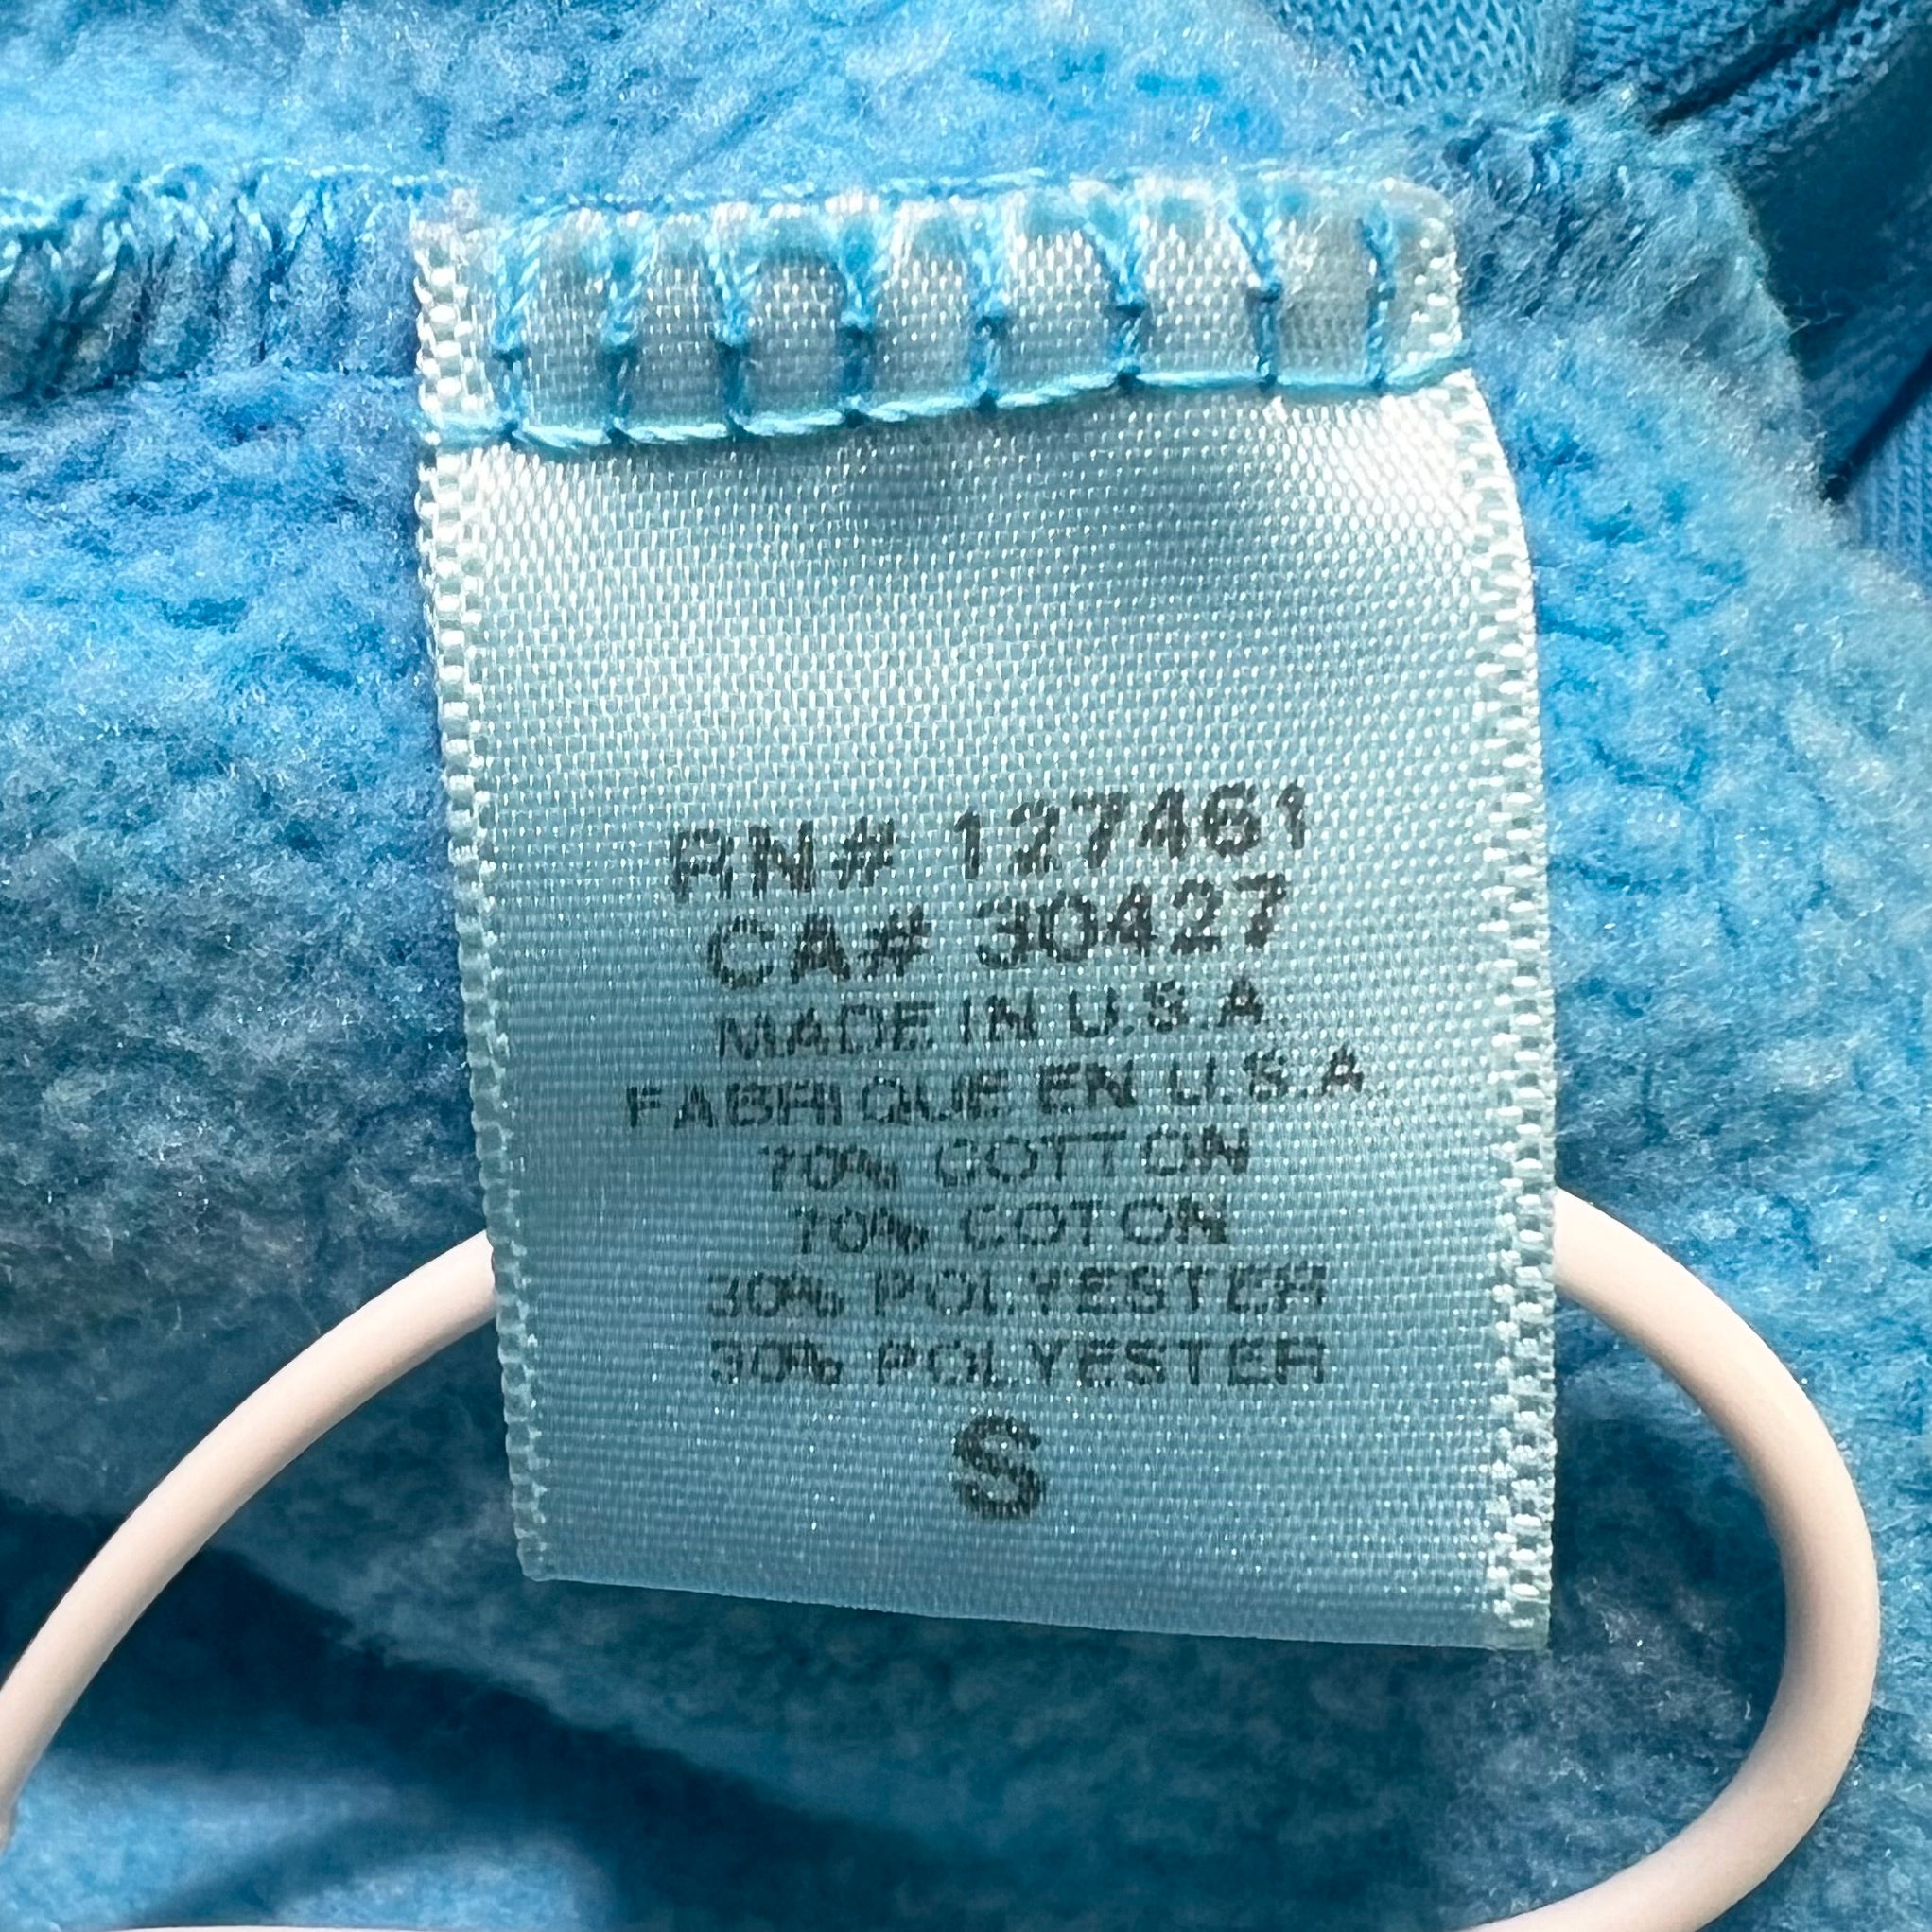 RN# 127461
CA# 30427
MADE IN U.S.A.
FABRIQUE EN U.S.A.
70% COTTON
70% COTON
30% POLYESTER
30% POLYESTER
S